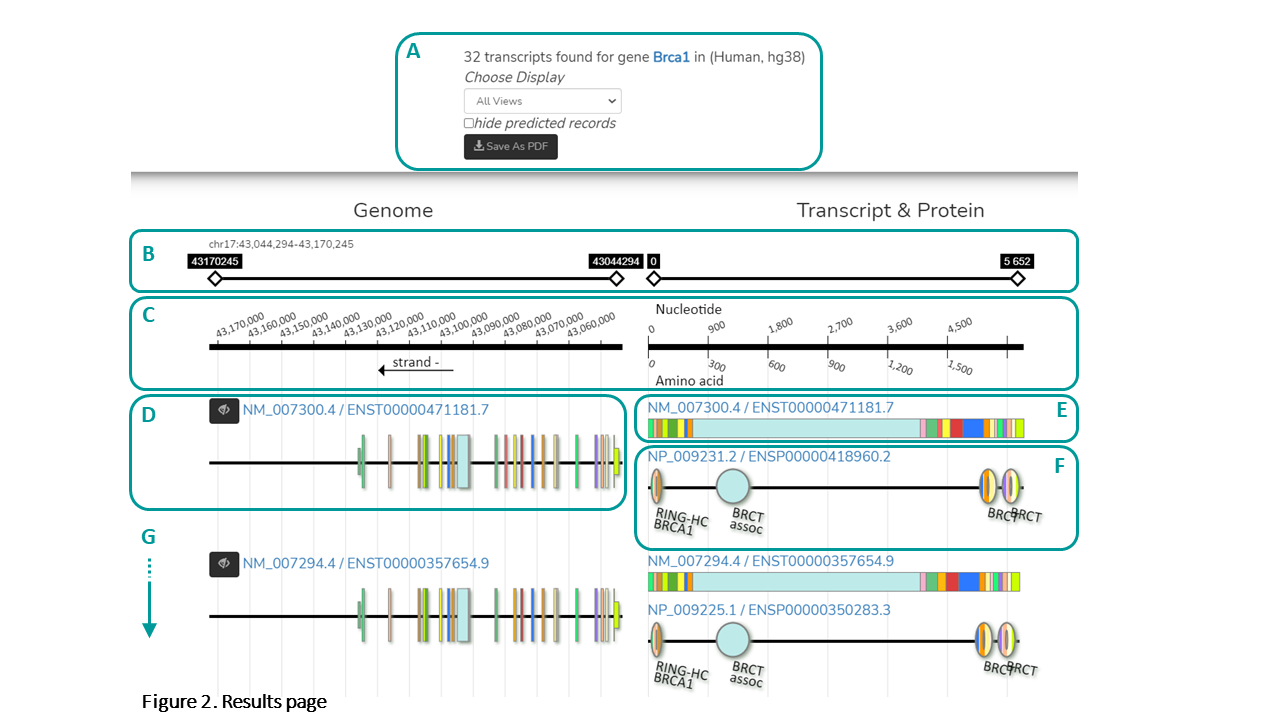 A
32 transcripts found for gene Brca1 in (Human, hg38)
Choose Display
All Views
hide predicted records
Save As PDF
Genome
Transcript & Protein
B
chr17:43,044,294-43,170,245
43170245
43044294
0
5 652
C
43,170,000
43,160,000
43,150,000
43,140,000
43,130,000
43,120,000
43,110,000
43,100,000
43,090,000
43,080,000
43,070,000
43,060,000
strand -
Nucleotide
0
900
1,800
2,700
3,600
4,500
0
300
600
900
1,200
1,500
Amino acid
D
NM_007300.4 / ENST00000471181.7
NM_007300.4 / ENST00000471181.7
E
NP_009231.2 / ENSP00000418960.2
F
RING-HC
BRCA1
BRCT
assoc
BRCT
BRCT
G
NM_007294.4 / ENST00000357654.9
NM_007294.4 / ENST00000357654.9
NP_009225.1 / ENSP00000350283.3
RING-HC
BRCA1
BRCT
assoc
BRCT
BRCT
Figure 2. Results page